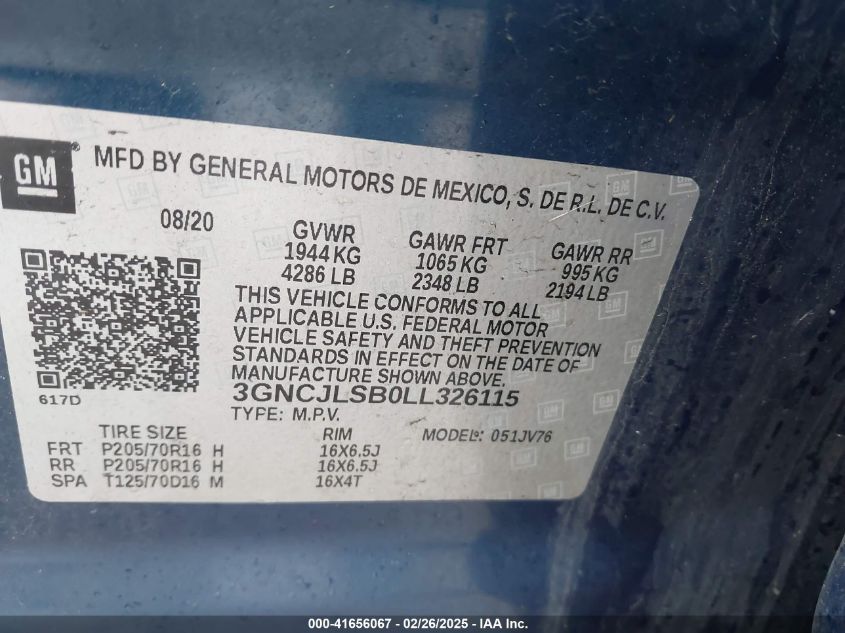 GM
MFD BY GENERAL MOTORS DE MEXICO, S. DE R.L. DE C.V.
08/20 GVWR GAWR FRT GAWR RR
1944 KG 1065 KG 995 KG
4286 LB 2348 LB 2194 LB
THIS VEHICLE CONFORMS TO ALL
APPLICABLE U.S. FEDERAL MOTOR
VEHICLE SAFETY AND THEFT PREVENTION
STANDARDS IN EFFECT ON THE DATE OF
MANUFACTURE SHOWN ABOVE.
617D
3GNCJLSB0LL326115
TYPE: M.P.V.
MODEL: 051JV76
TIRE SIZE RIM
FRT P205/70R16 H 16X6.5J
RR P205/70R16 H 16X6.5J
SPA T125/70D16 M 16X4T
000-41656067 - 02/26/2025 - Copyright IAA, Inc.